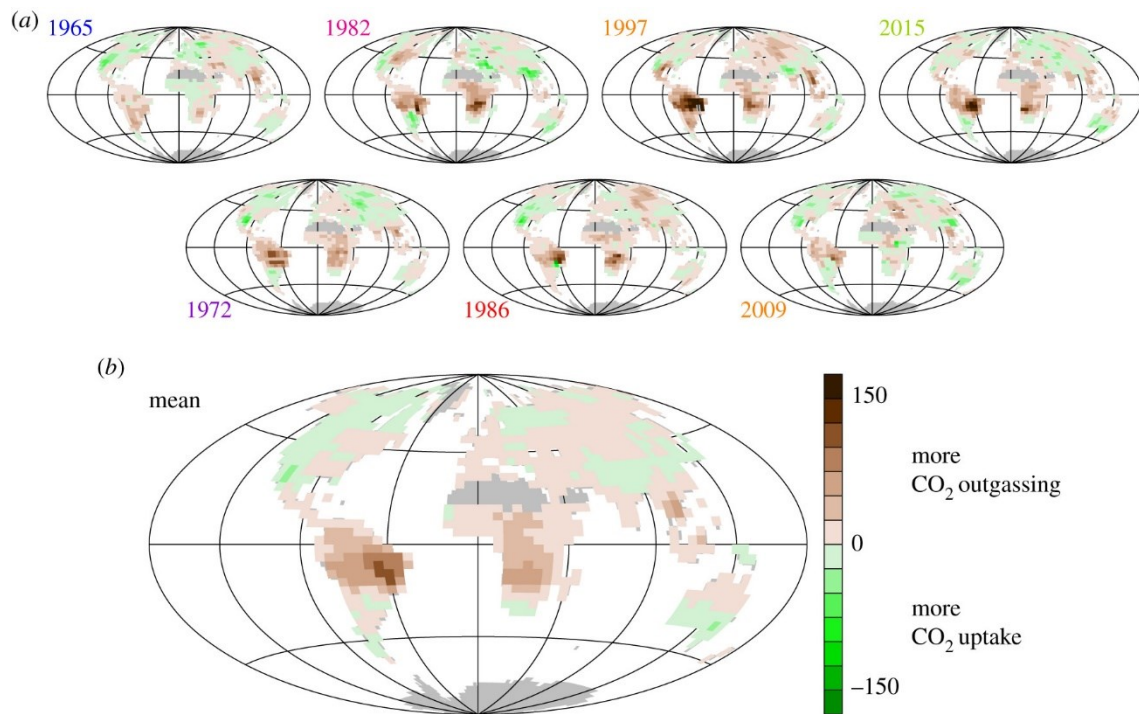 (a)
1965
1982
1997
2015
1972
1986
2009
(b)
mean
150
more
CO2 outgassing
0
more
CO2 uptake
–150